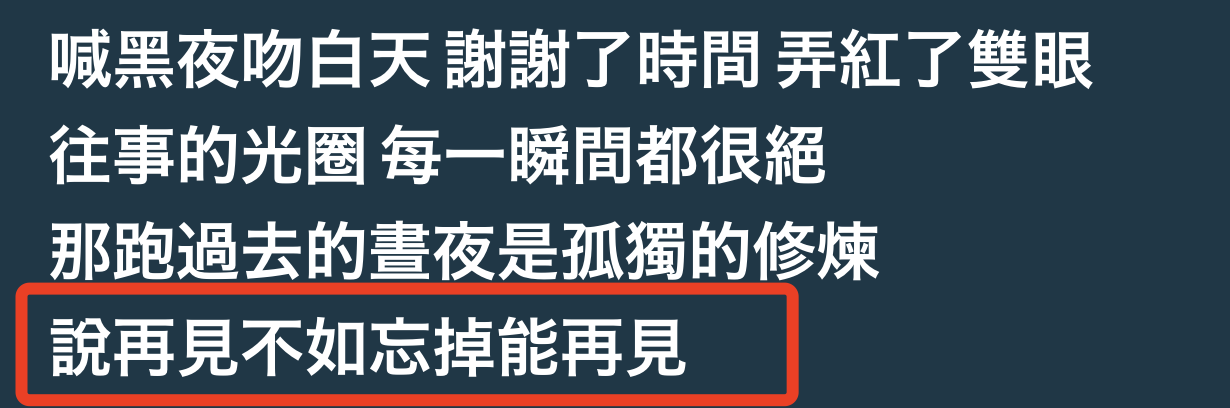 喊黑夜吻白天 謝謝了時間 弄紅了雙眼
往事的光圈 每一瞬間都很絕
那跑過去的晝夜是孤獨的修煉
說再見不如忘掉能再見